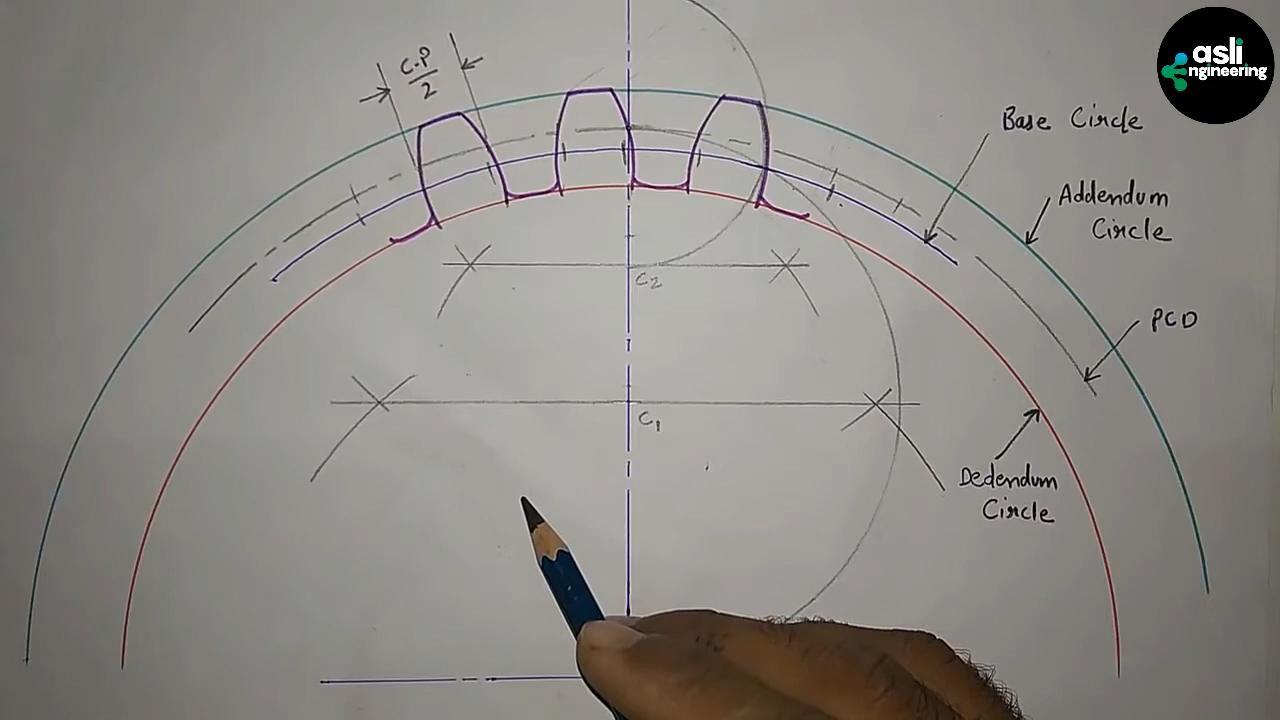 asli
Engineering
C.P
2
Base Circle
Addendum
Circle
PCD
C2
C1
Dedendum
Circle